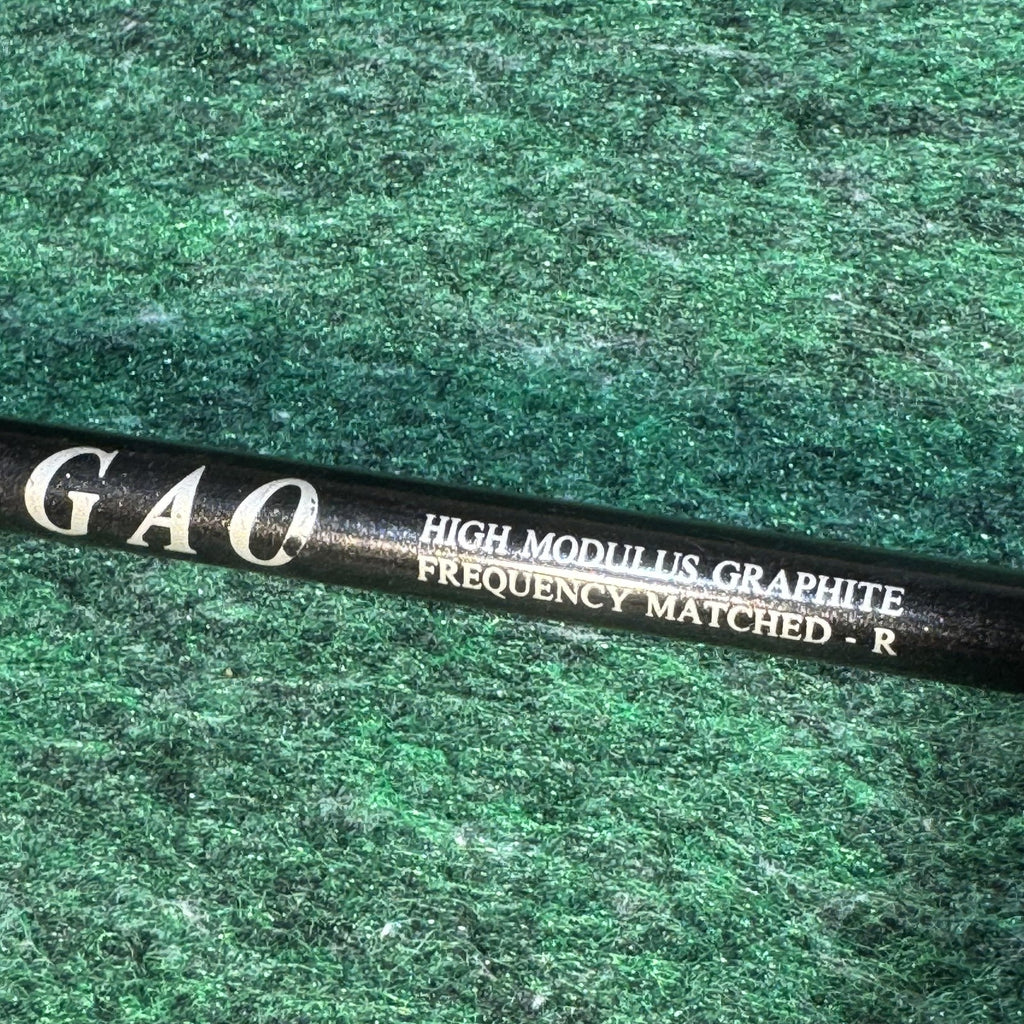 GAO
HIGH MODULUS GRAPHITE
FREQUENCY MATCHED - R